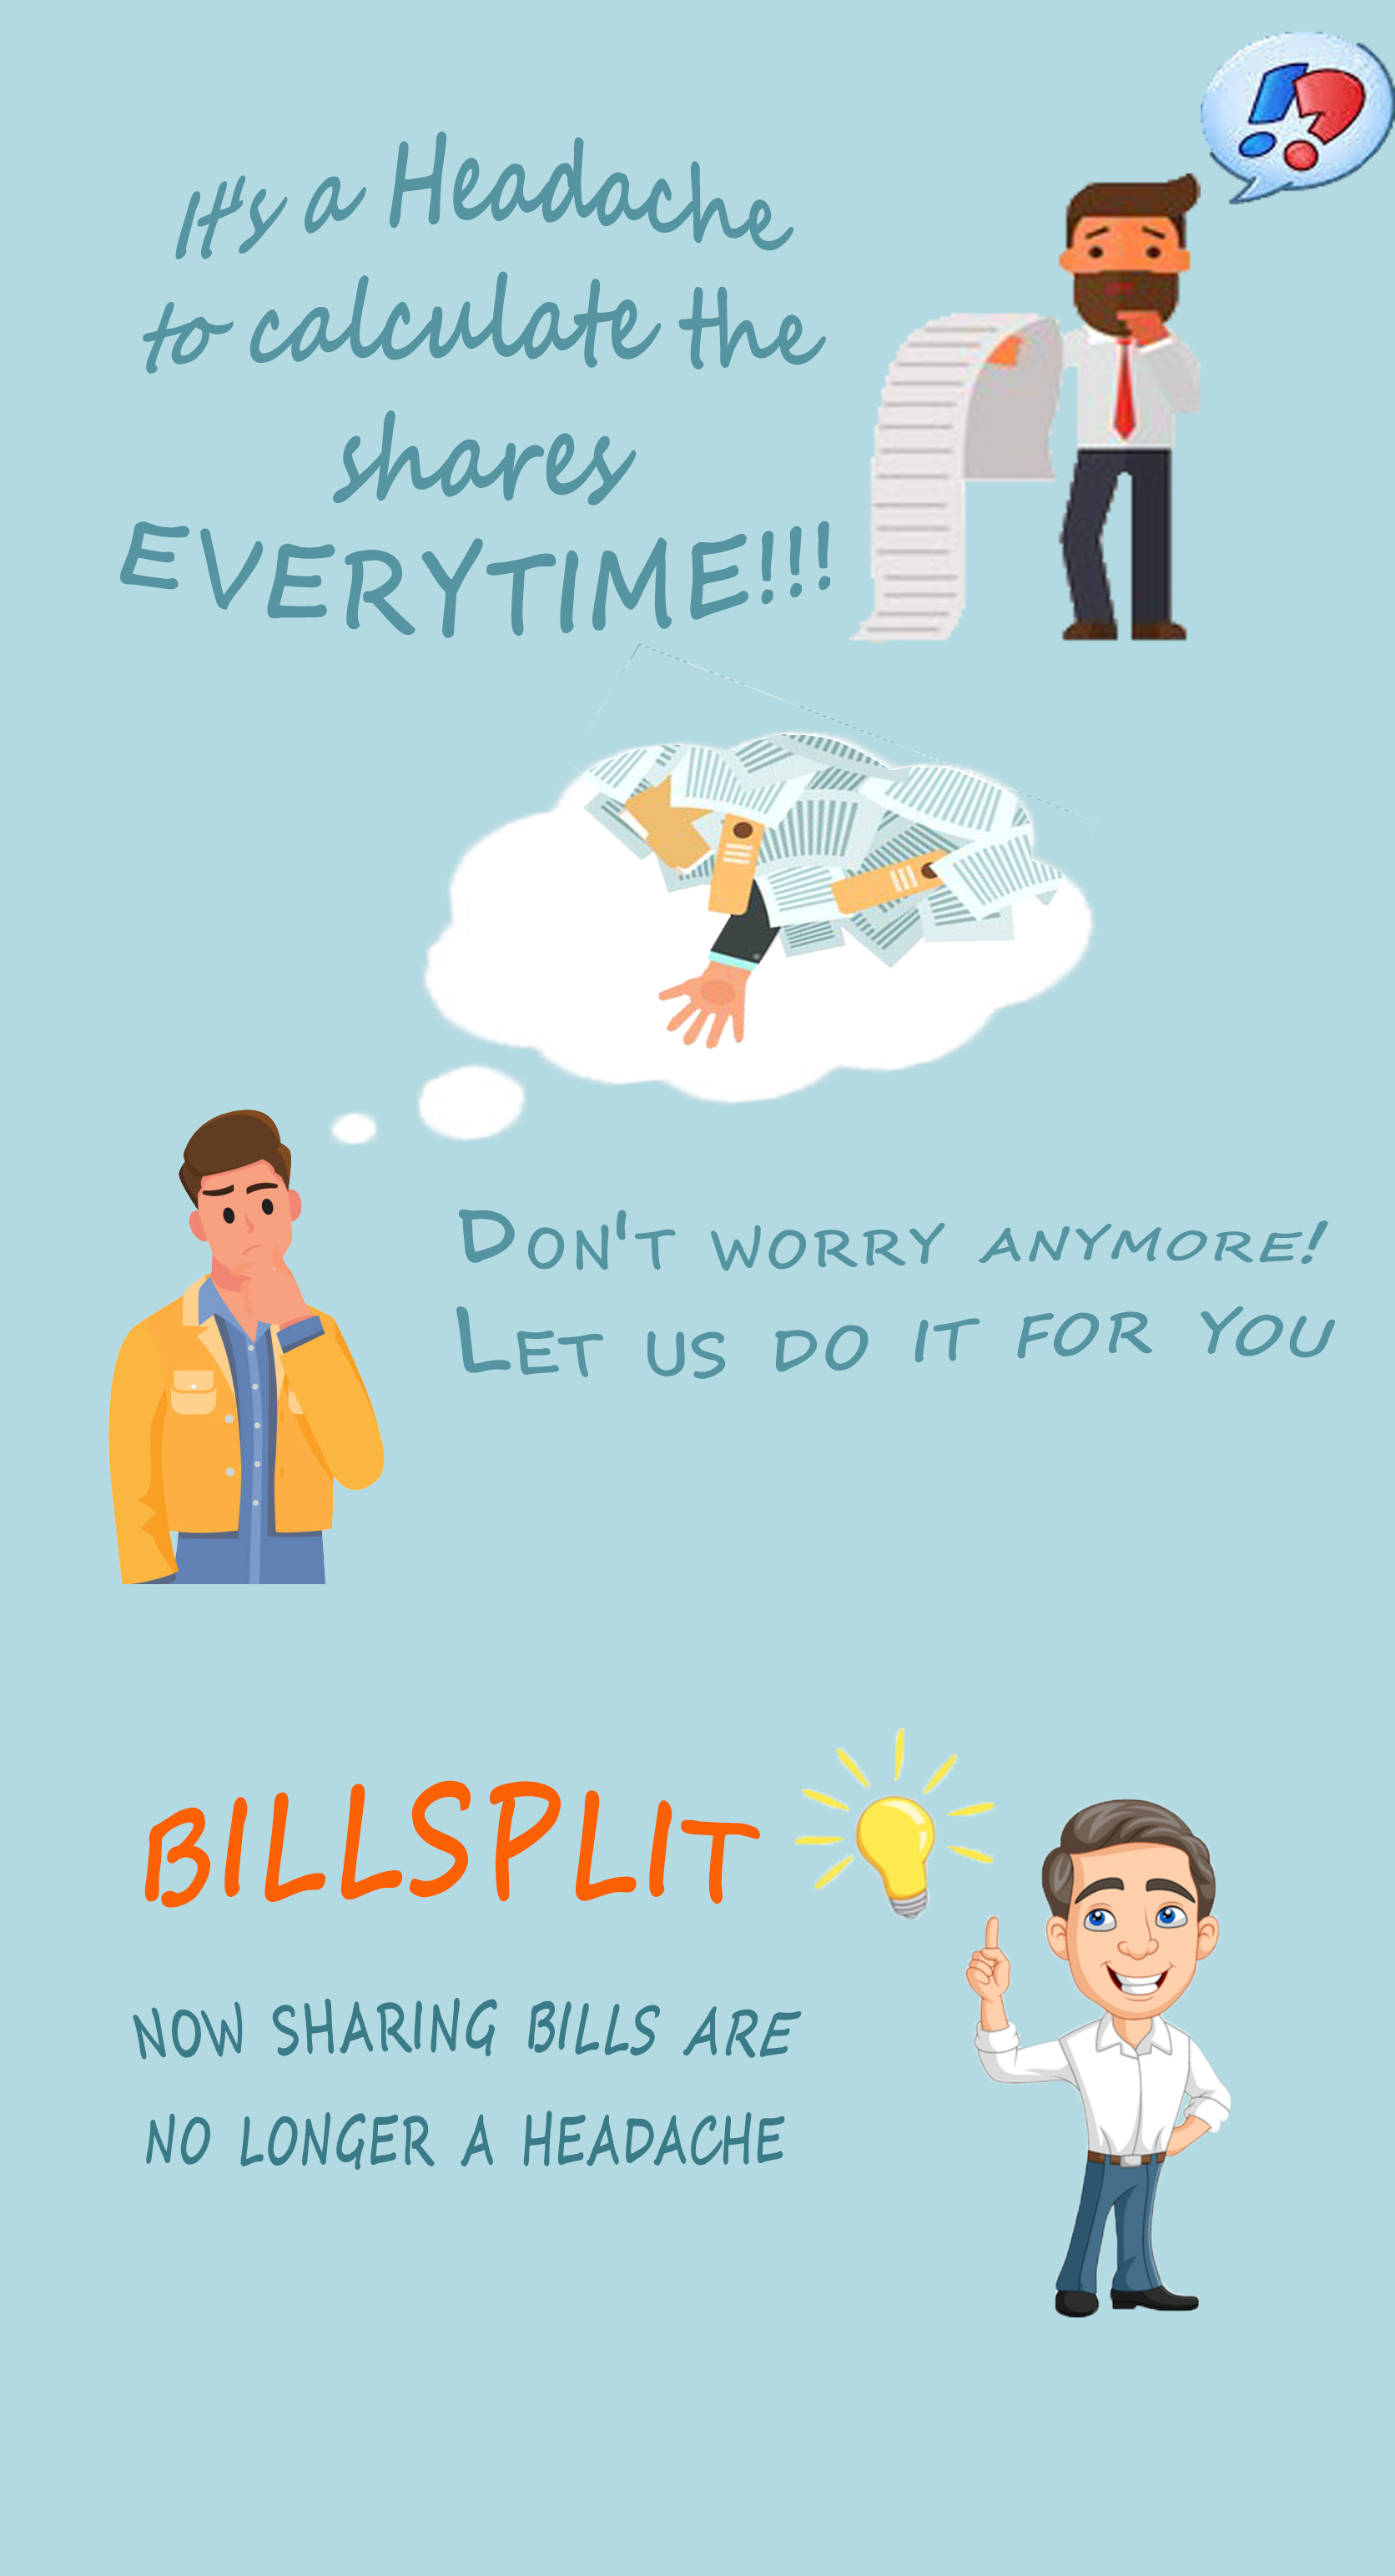 It's a Headache
to calculate the
shares
EVERYTIME!!!
DON'T WORRY ANYMORE!
LET US DO IT FOR YOU
BILLSPLIT
NOW SHARING BILLS ARE
NO LONGER A HEADACHE